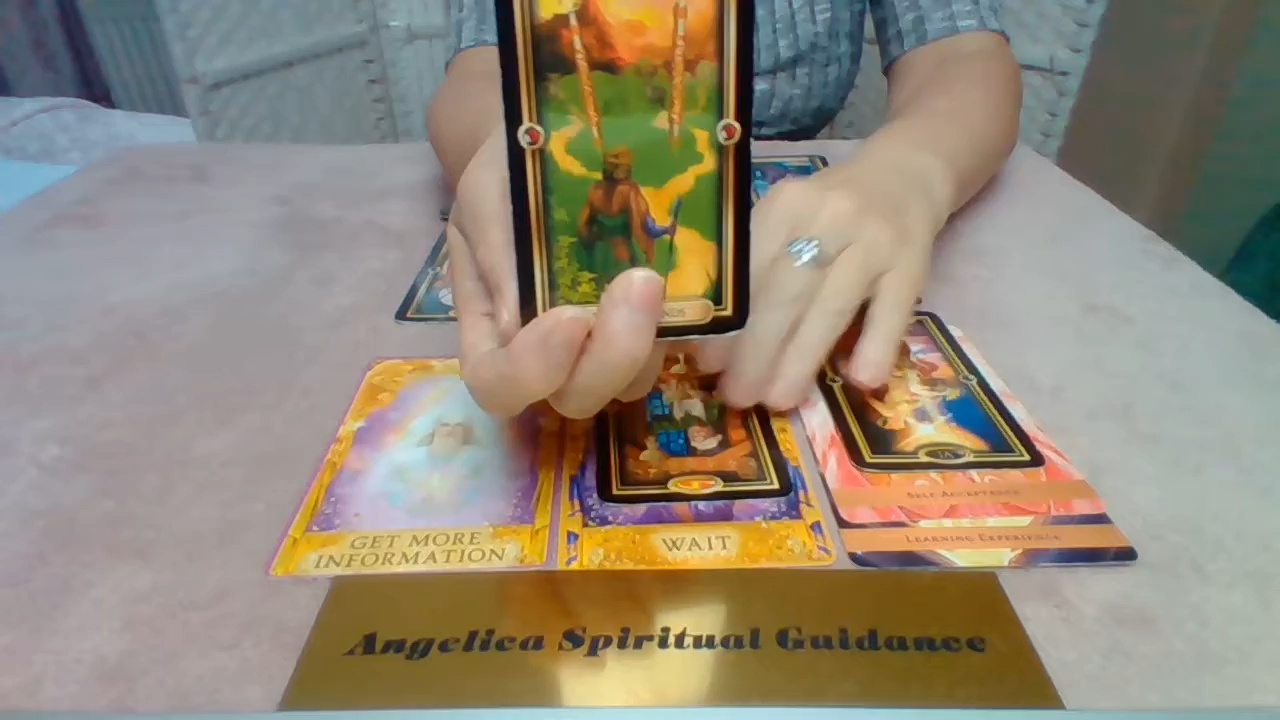 GET MORE
INFORMATION
WAIT
SELF-ACCEPTANCE
LEARNING EXPERIENCE
Angelica Spiritual Guidance